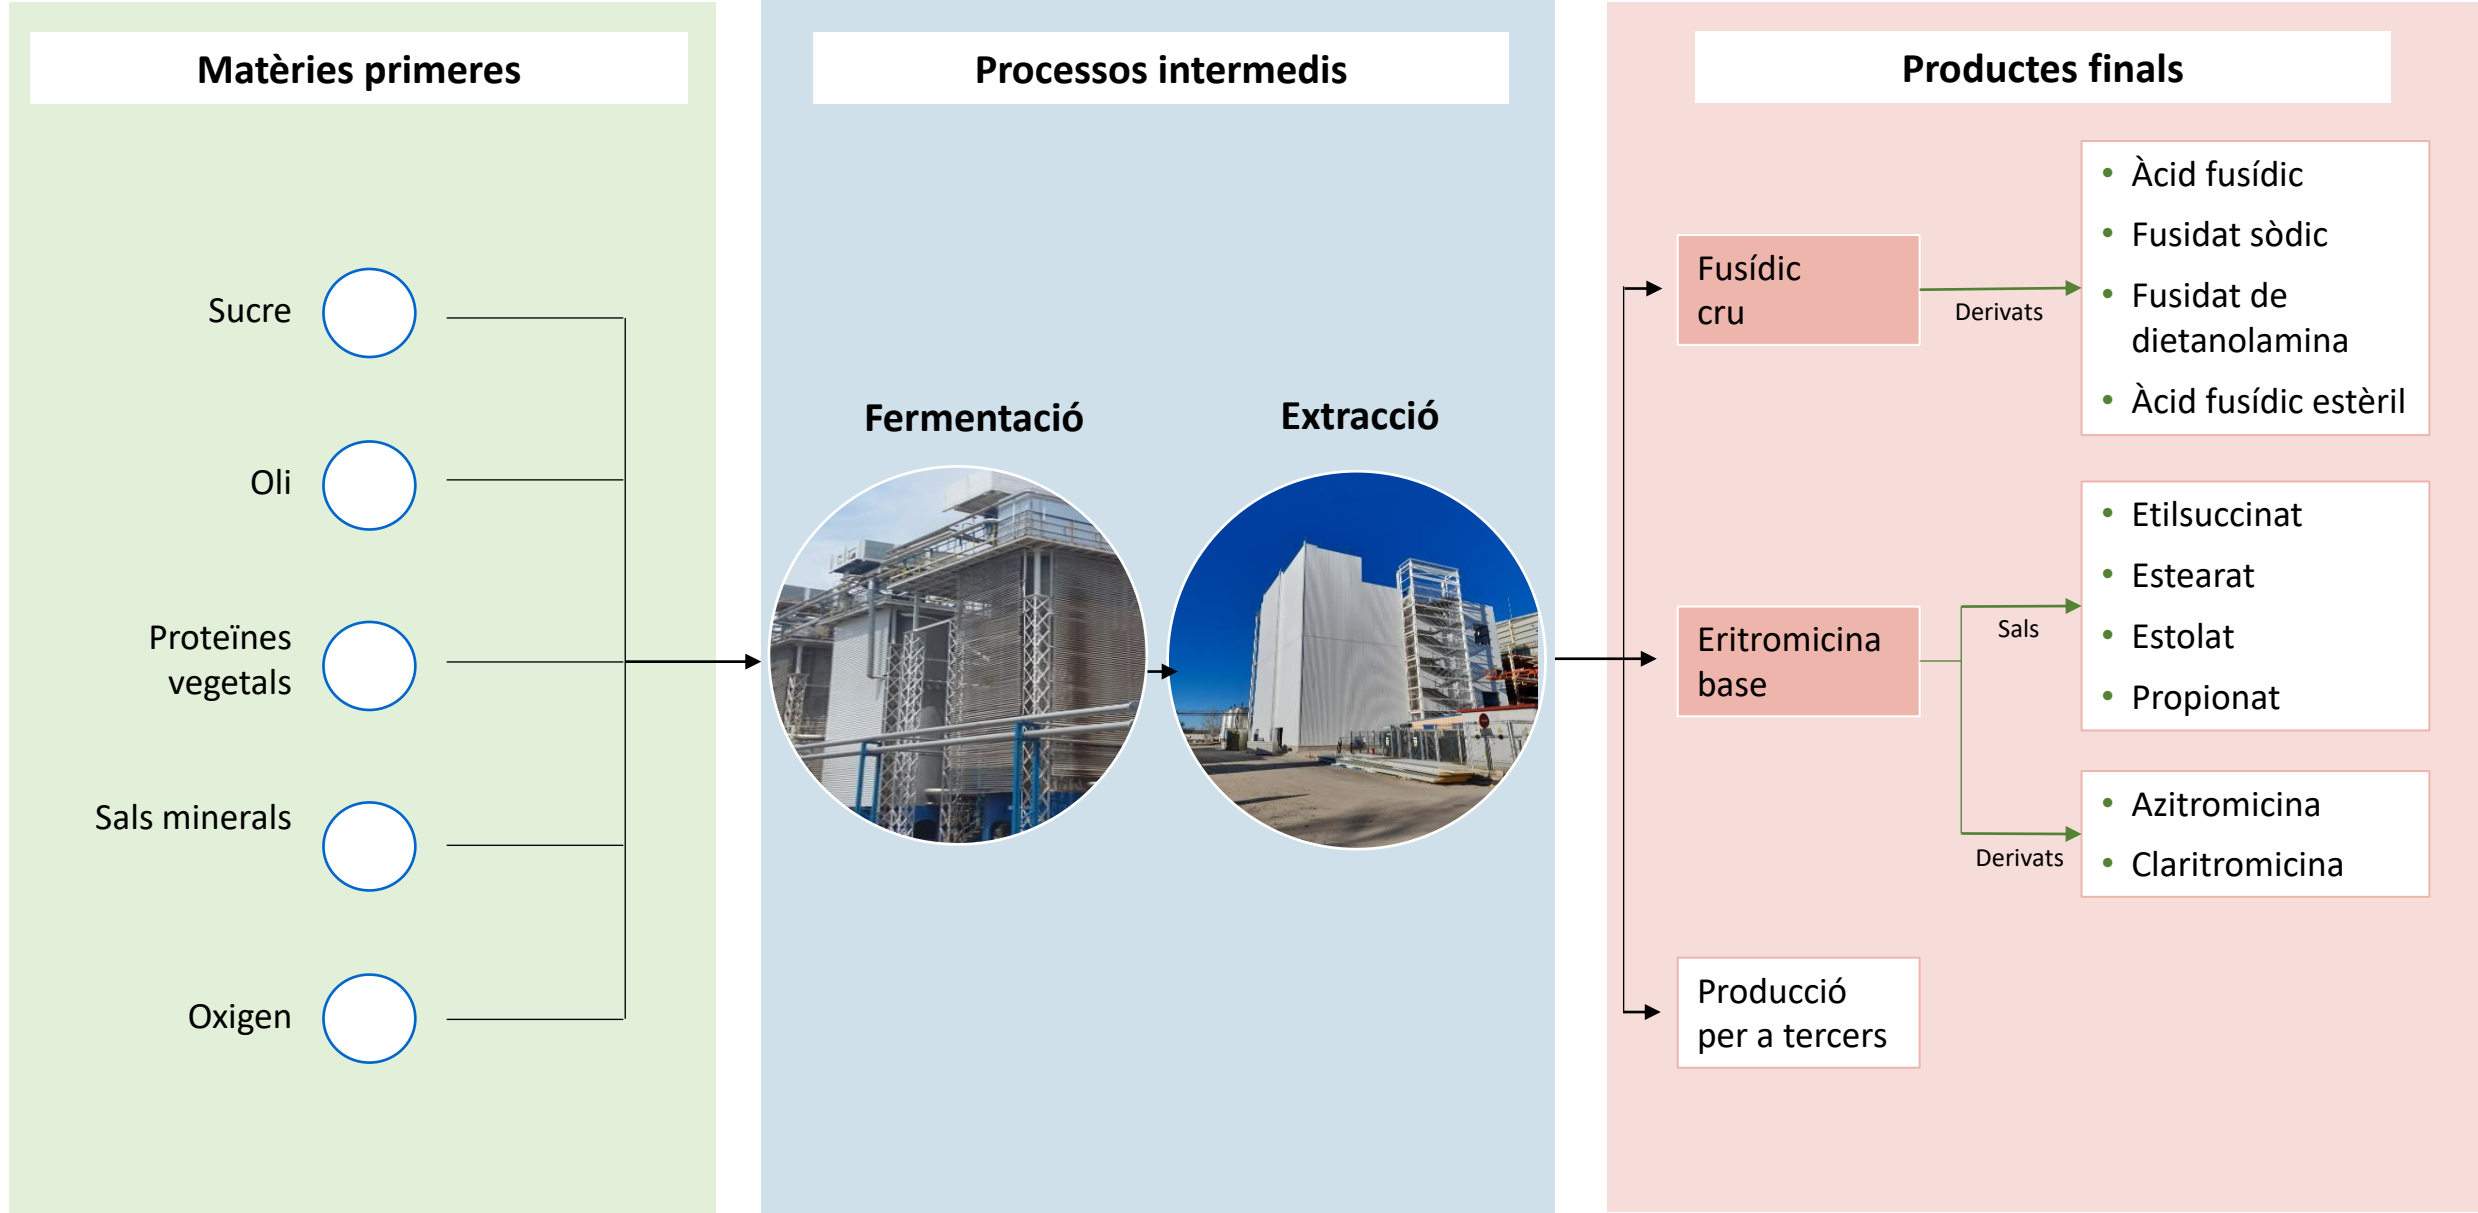 Matèries primeres
Sucre
Oli
Proteïnes
vegetals
Sals minerals
Oxigen
Processos intermedis
Fermentació
Extracció
Productes finals
Fusídic
cru
Derivats
• Àcid fusídic
• Fusidat sòdic
• Fusidat de
dietanolamina
• Àcid fusídic estèril
Eritromicina
base
Sals
• Etilsuccinat
• Estearat
• Estolat
• Propionat
Derivats
• Azitromicina
• Claritromicina
Producció
per a tercers